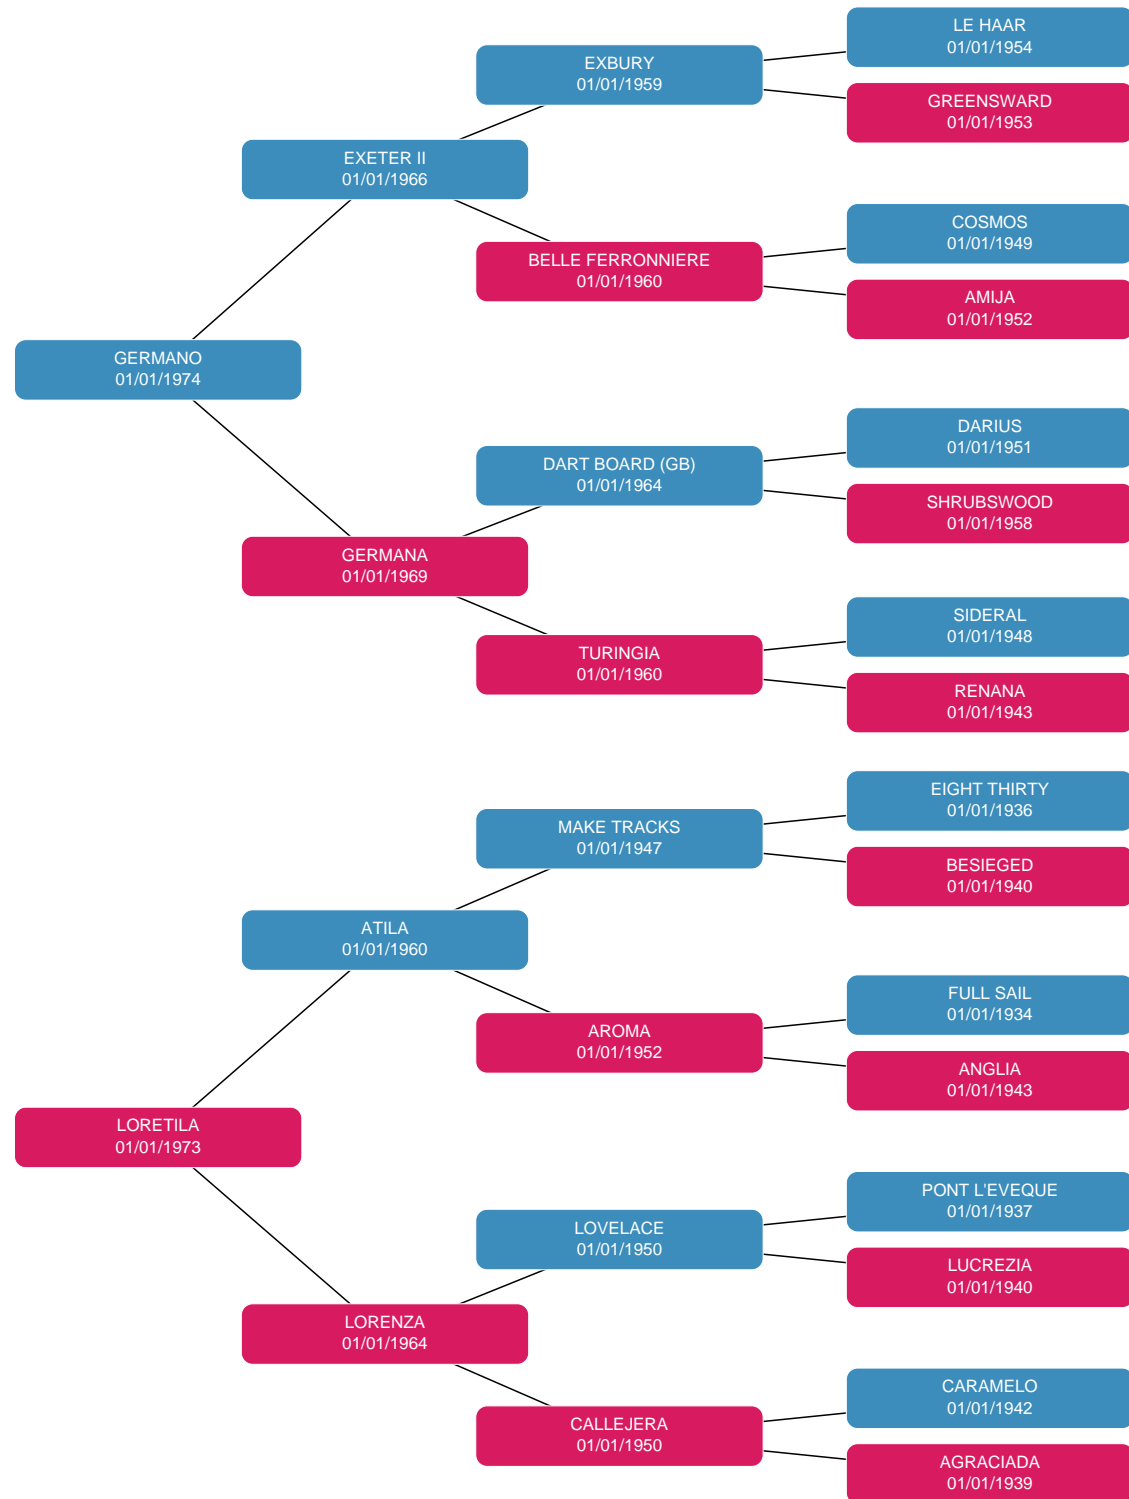 LE HAAR
01/01/1954
EXBURY
01/01/1959
GREENSWARD
01/01/1953
EXETER II
01/01/1966
COSMOS
01/01/1949
BELLE FERRONNIERE
01/01/1960
AMIJA
01/01/1952
GERMANO
01/01/1974
DARIUS
01/01/1951
DART BOARD (GB)
01/01/1964
SHRUBSWOOD
01/01/1958
GERMANA
01/01/1969
SIDERAL
01/01/1948
TURINGIA
01/01/1960
RENANA
01/01/1943
EIGHT THIRTY
01/01/1936
MAKE TRACKS
01/01/1947
BESIEGED
01/01/1940
ATILA
01/01/1960
FULL SAIL
01/01/1934
AROMA
01/01/1952
ANGLIA
01/01/1943
LORETILA
01/01/1973
PONT L'EVEQUE
01/01/1937
LOVELACE
01/01/1950
LUCREZIA
01/01/1940
LORENZA
01/01/1964
CARAMELO
01/01/1942
CALLEJERA
01/01/1950
AGRACIADA
01/01/1939